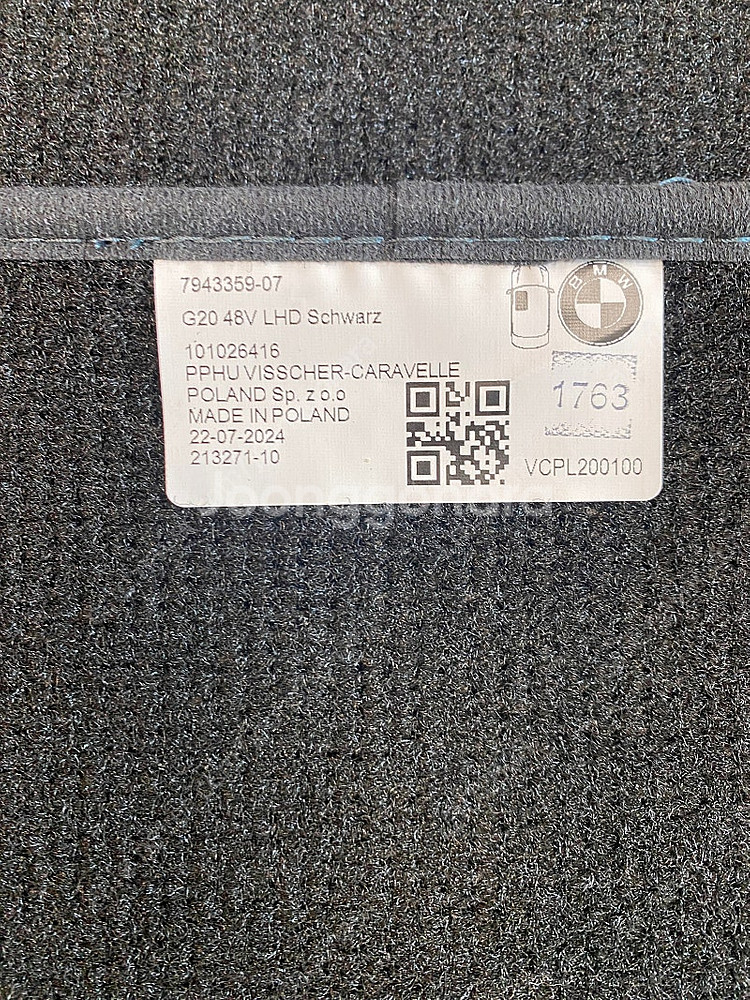 7943359-07
G20 48V LHD Schwarz
BMW
101026416
PPHU VISSCHER-CARAVELLE
POLAND Sp. z o.o
MADE IN POLAND
22-07-2024
213271-10
1763
VCPL200100
Joonggonara